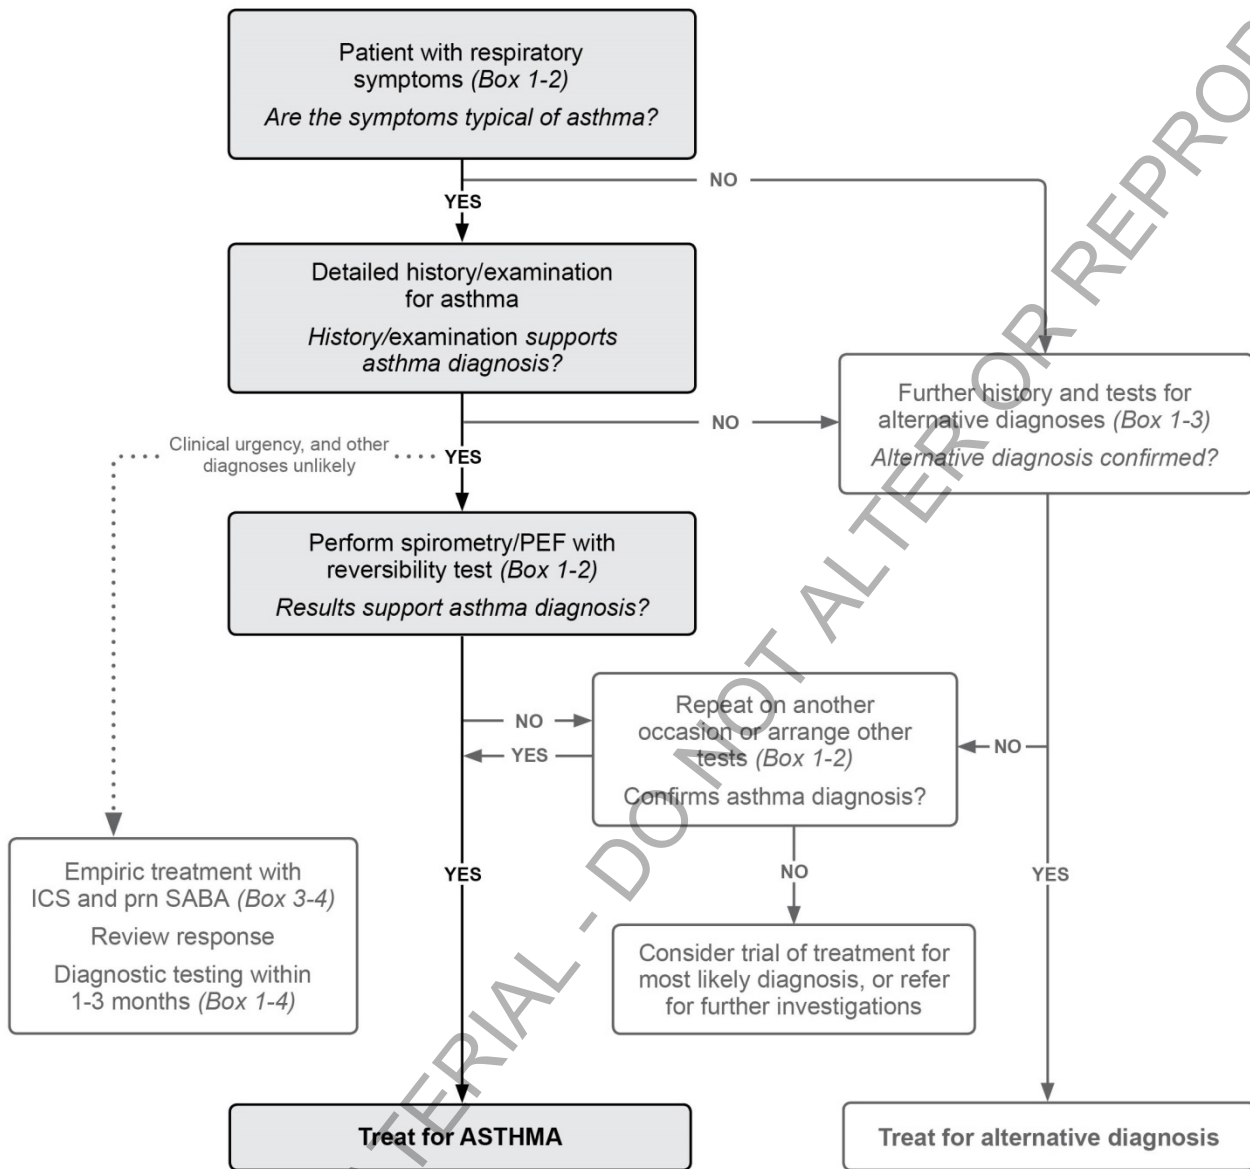 Patient with respiratory
symptoms (Box 1-2)
Are the symptoms typical of asthma?
NO
YES
Detailed history/examination
for asthma
History/examination supports
asthma diagnosis?
Further history and tests for
alternative diagnoses (Box 1-3)
Alternative diagnosis confirmed?
NO
Clinical urgency, and other
diagnoses unlikely
YES
Perform spirometry/PEF with
reversibility test (Box 1-2)
Results support asthma diagnosis?
Repeat on another
occasion or arrange other
tests (Box 1-2)
Confirms asthma diagnosis?
NO
YES
NO
Empiric treatment with
ICS and prn SABA (Box 3-4)
Review response
Diagnostic testing within
1-3 months (Box 1-4)
YES
NO
YES
Consider trial of treatment for
most likely diagnosis, or refer
for further investigations
Treat for ASTHMA
Treat for alternative diagnosis
TERIAL - DO NOT ALTER OR REPROD